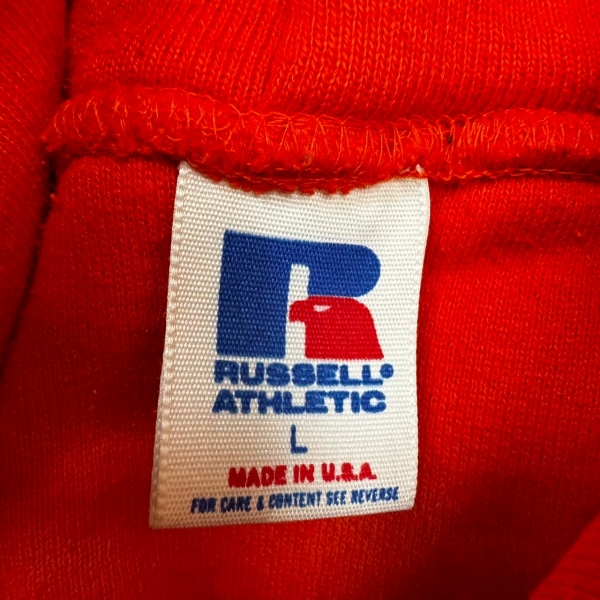 RUSSELL®
ATHLETIC
L
MADE IN U.S.A.
FOR CARE & CONTENT SEE REVERSE